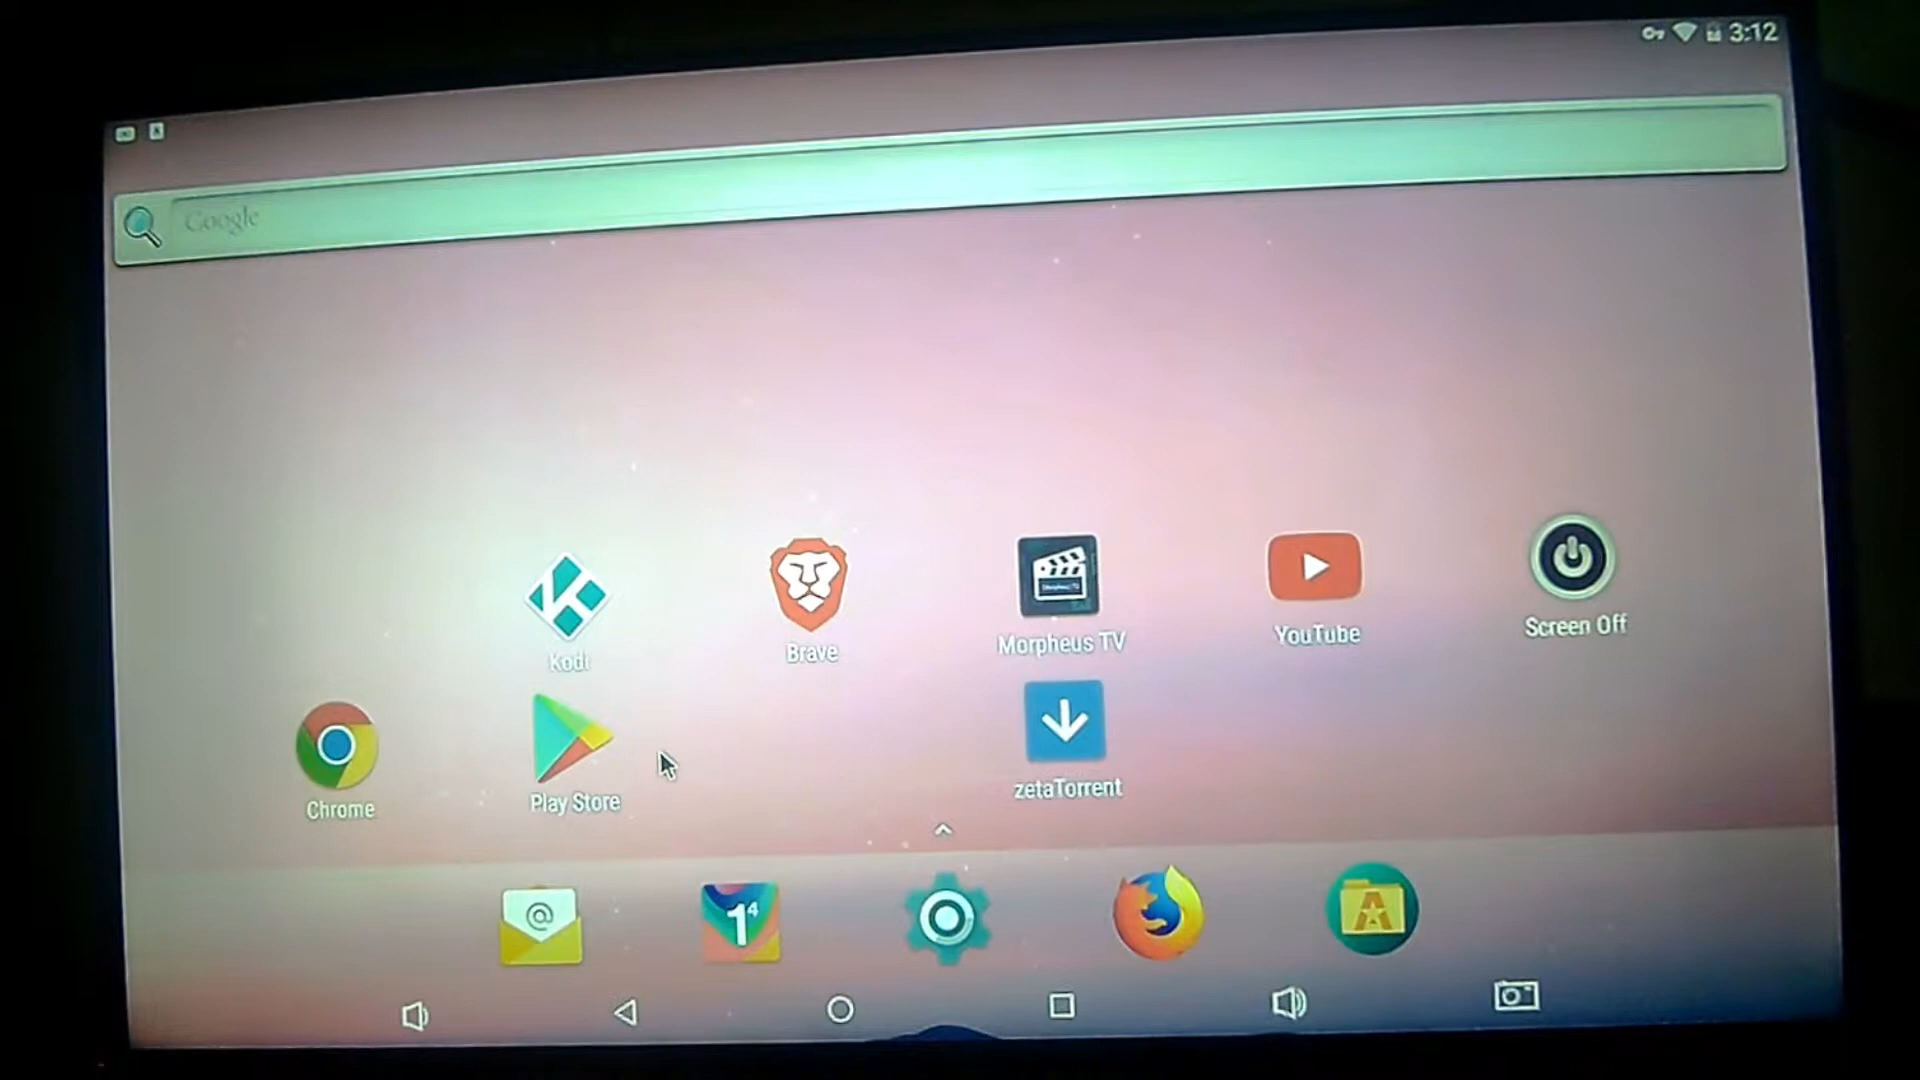 3:12
Google
Kodi
Brave
Morpheus TV
YouTube
Screen Off
Chrome
Play Store
zetaTorrent
@
1⁴
A